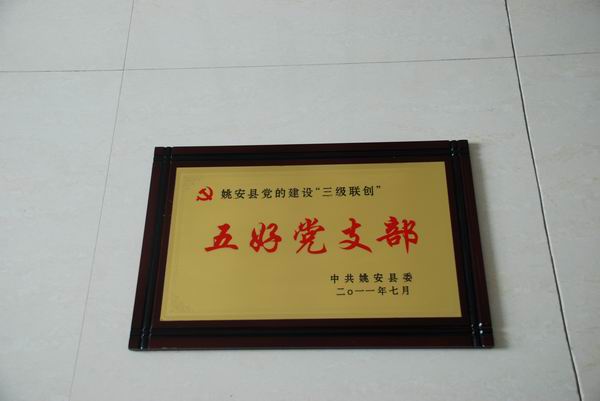 姚安县党的建设“三级联创”
五好党支部
中共姚安县委
二〇一一年七月